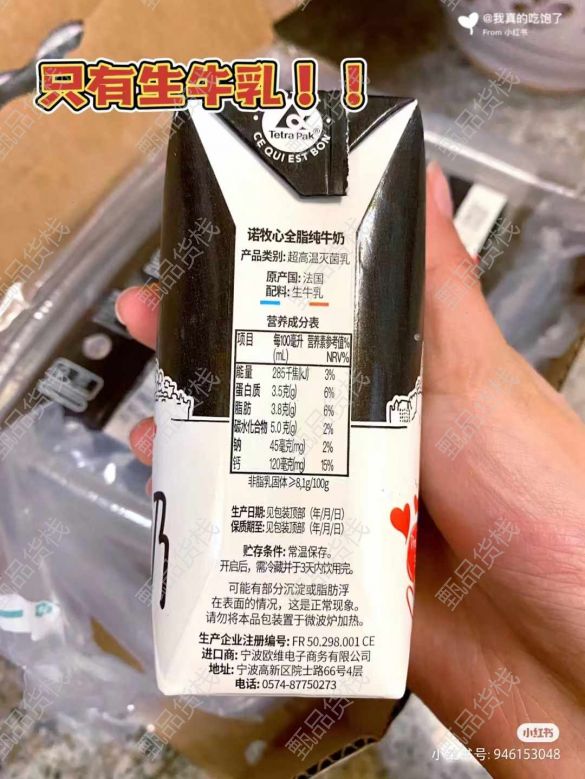 @我真的吃饱了
From 小红书
只有生牛乳！！
Tetra Pak®
CE QUI EST BON
诺牧心全脂纯牛奶
产品类别: 超高温灭菌乳
原产国: 法国
配料: 生牛乳
营养成分表
项目 每100毫升(mL) 营养素参考值% NRV%
能量 285千焦(kJ) 3%
蛋白质 3.5克(g) 6%
脂肪 3.8克(g) 6%
碳水化合物 5.0克(g) 2%
钠 45毫克(mg) 2%
钙 120毫克(mg) 15%
非脂乳固体 ≥8.1g/100g
生产日期: 见包装顶部 (年/月/日)
保质期至: 见包装顶部 (年/月/日)
贮存条件: 常温保存。
开启后，需冷藏并于3天内饮用完。
可能有部分沉淀或脂肪浮
在表面的情况，这是正常现象。
请勿将本品包装置于微波炉加热。
生产企业注册编号: FR 50.298.001 CE
进口商: 宁波欧维电子商务有限公司
地址: 宁波高新区院士路66号4层
电话: 0574-87750273
甄品货栈
小红书
小红书号: 946153048